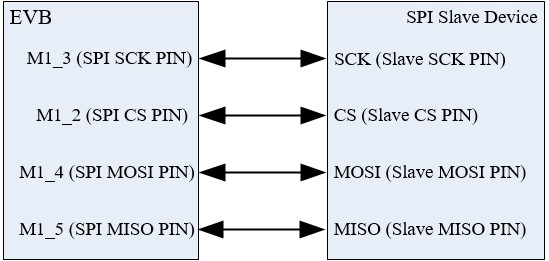 EVB
SPI Slave Device
M1_3 (SPI SCK PIN)
SCK (Slave SCK PIN)
M1_2 (SPI CS PIN)
CS (Slave CS PIN)
M1_4 (SPI MOSI PIN)
MOSI (Slave MOSI PIN)
M1_5 (SPI MISO PIN)
MISO (Slave MISO PIN)